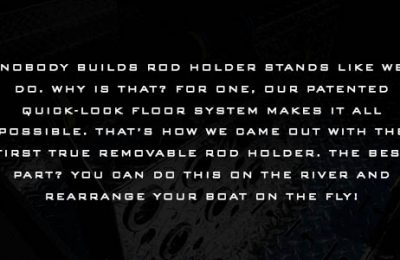 NOBODY BUILDS ROD HOLDER STANDS LIKE WE
DO. WHY IS THAT? FOR ONE, OUR PATENTED
QUICK-LOOK FLOOR SYSTEM MAKES IT ALL
POSSIBLE. THAT'S HOW WE CAME OUT WITH THE
FIRST TRUE REMOVABLE ROD HOLDER. THE BEST
PART? YOU CAN DO THIS ON THE RIVER AND
REARRANGE YOUR BOAT ON THE FLY!